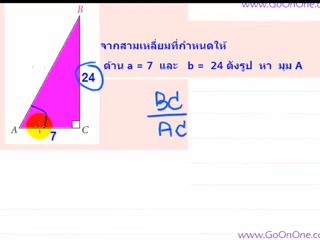 www.GoOnOne.com
B
จากสามเหลี่ยมที่กำหนดให้
ด้าน a = 7 และ b = 24 ดังรูป หา มุม A
24
BC
AC
A
C
7
www.GoOnOne.com